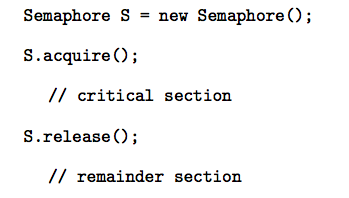 Semaphore S = new Semaphore();
S.acquire();
// critical section
S.release();
// remainder section